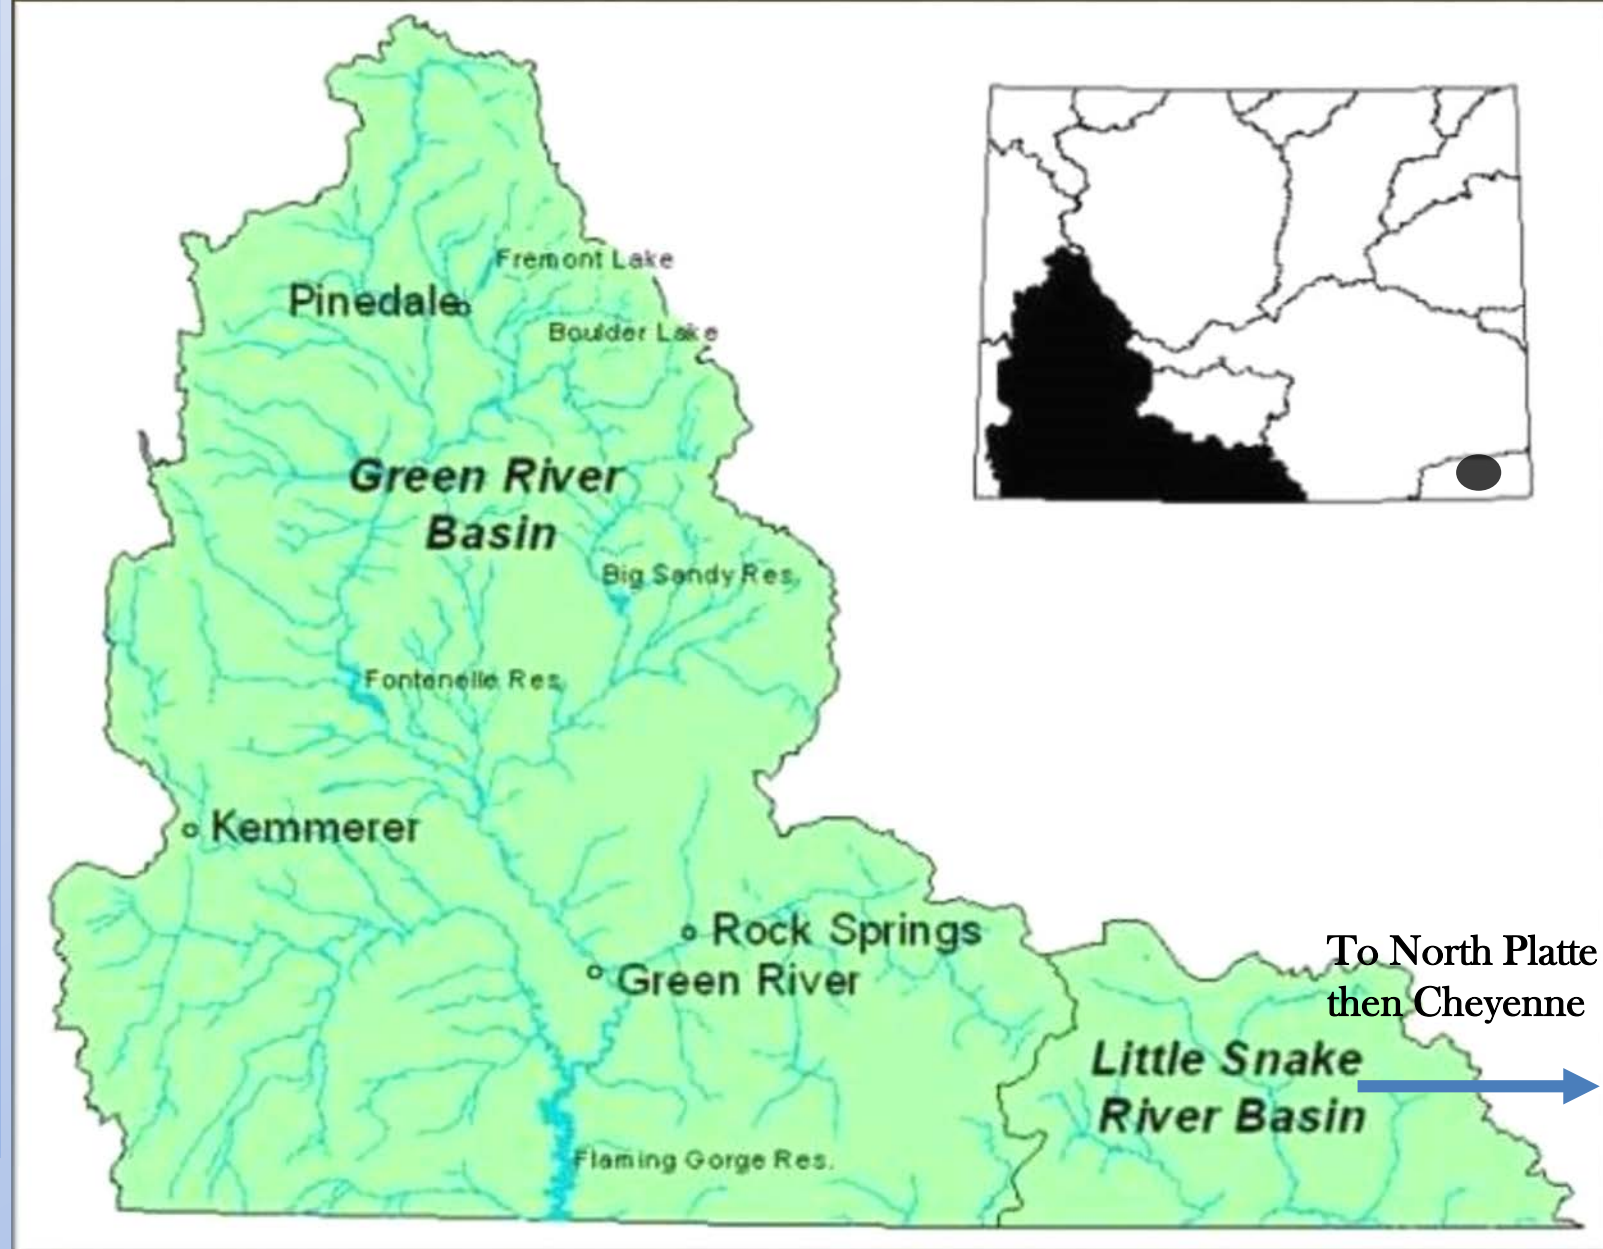 Fremont Lake
Pinedale
Boulder Lake
Green River
Basin
Big Sandy Res.
Fontenelle Res.
Kemmerer
Rock Springs
Green River
To North Platte
then Cheyenne
Little Snake
River Basin
Flaming Gorge Res.